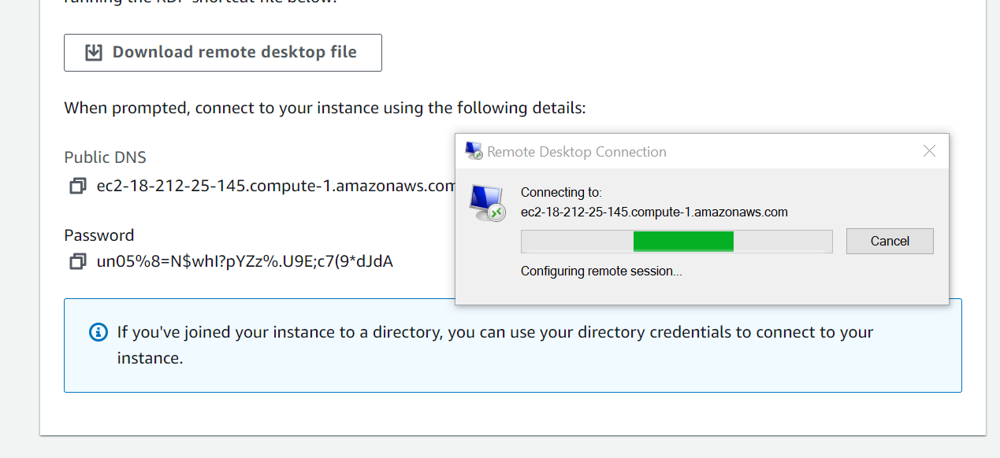 running the RDP shortcut file below:
Download remote desktop file
When prompted, connect to your instance using the following details:
Public DNS
ec2-18-212-25-145.compute-1.amazonaws.com
Password
un05%8=N$whI?pYZz%.U9E;c7(9*dJdA
Remote Desktop Connection
Connecting to:
ec2-18-212-25-145.compute-1.amazonaws.com
Cancel
Configuring remote session...
If you've joined your instance to a directory, you can use your directory credentials to connect to your
instance.